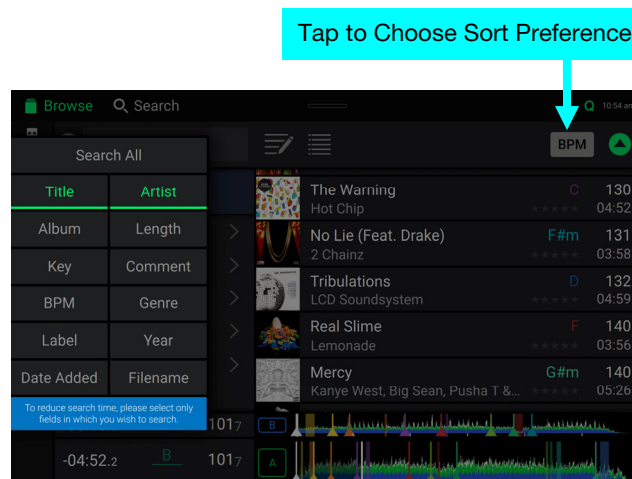 Tap to Choose Sort Preference
Browse
Search
10:54 am
BPM
Search All
Title
Artist
Album
Length
Key
Comment
BPM
Genre
Label
Year
Date Added
Filename
To reduce search time, please select only
fields in which you wish to search.
The Warning
C
130
Hot Chip
04:52
No Lie (Feat. Drake)
F#m
131
2 Chainz
03:58
Tribulations
D
132
LCD Soundsystem
04:59
Real Slime
F
140
Lemonade
03:56
Mercy
G#m
140
Kanye West, Big Sean, Pusha T &...
05:26
1017
B
-04:52.2
B
1017
A